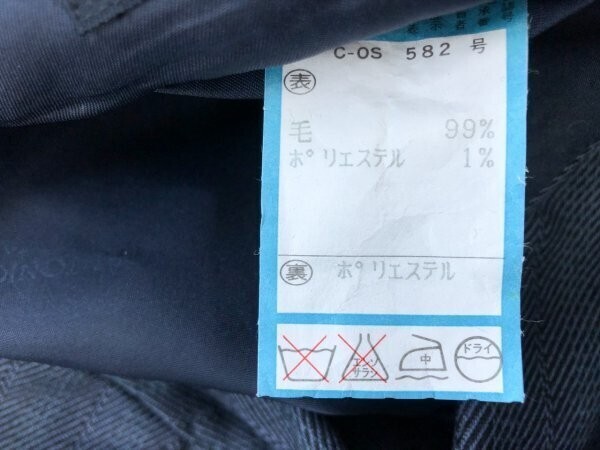 C-OS 582 号
表
毛 99%
ポリエステル 1%
裏 ポリエステル
エンソ
サラシ
中
ドライ